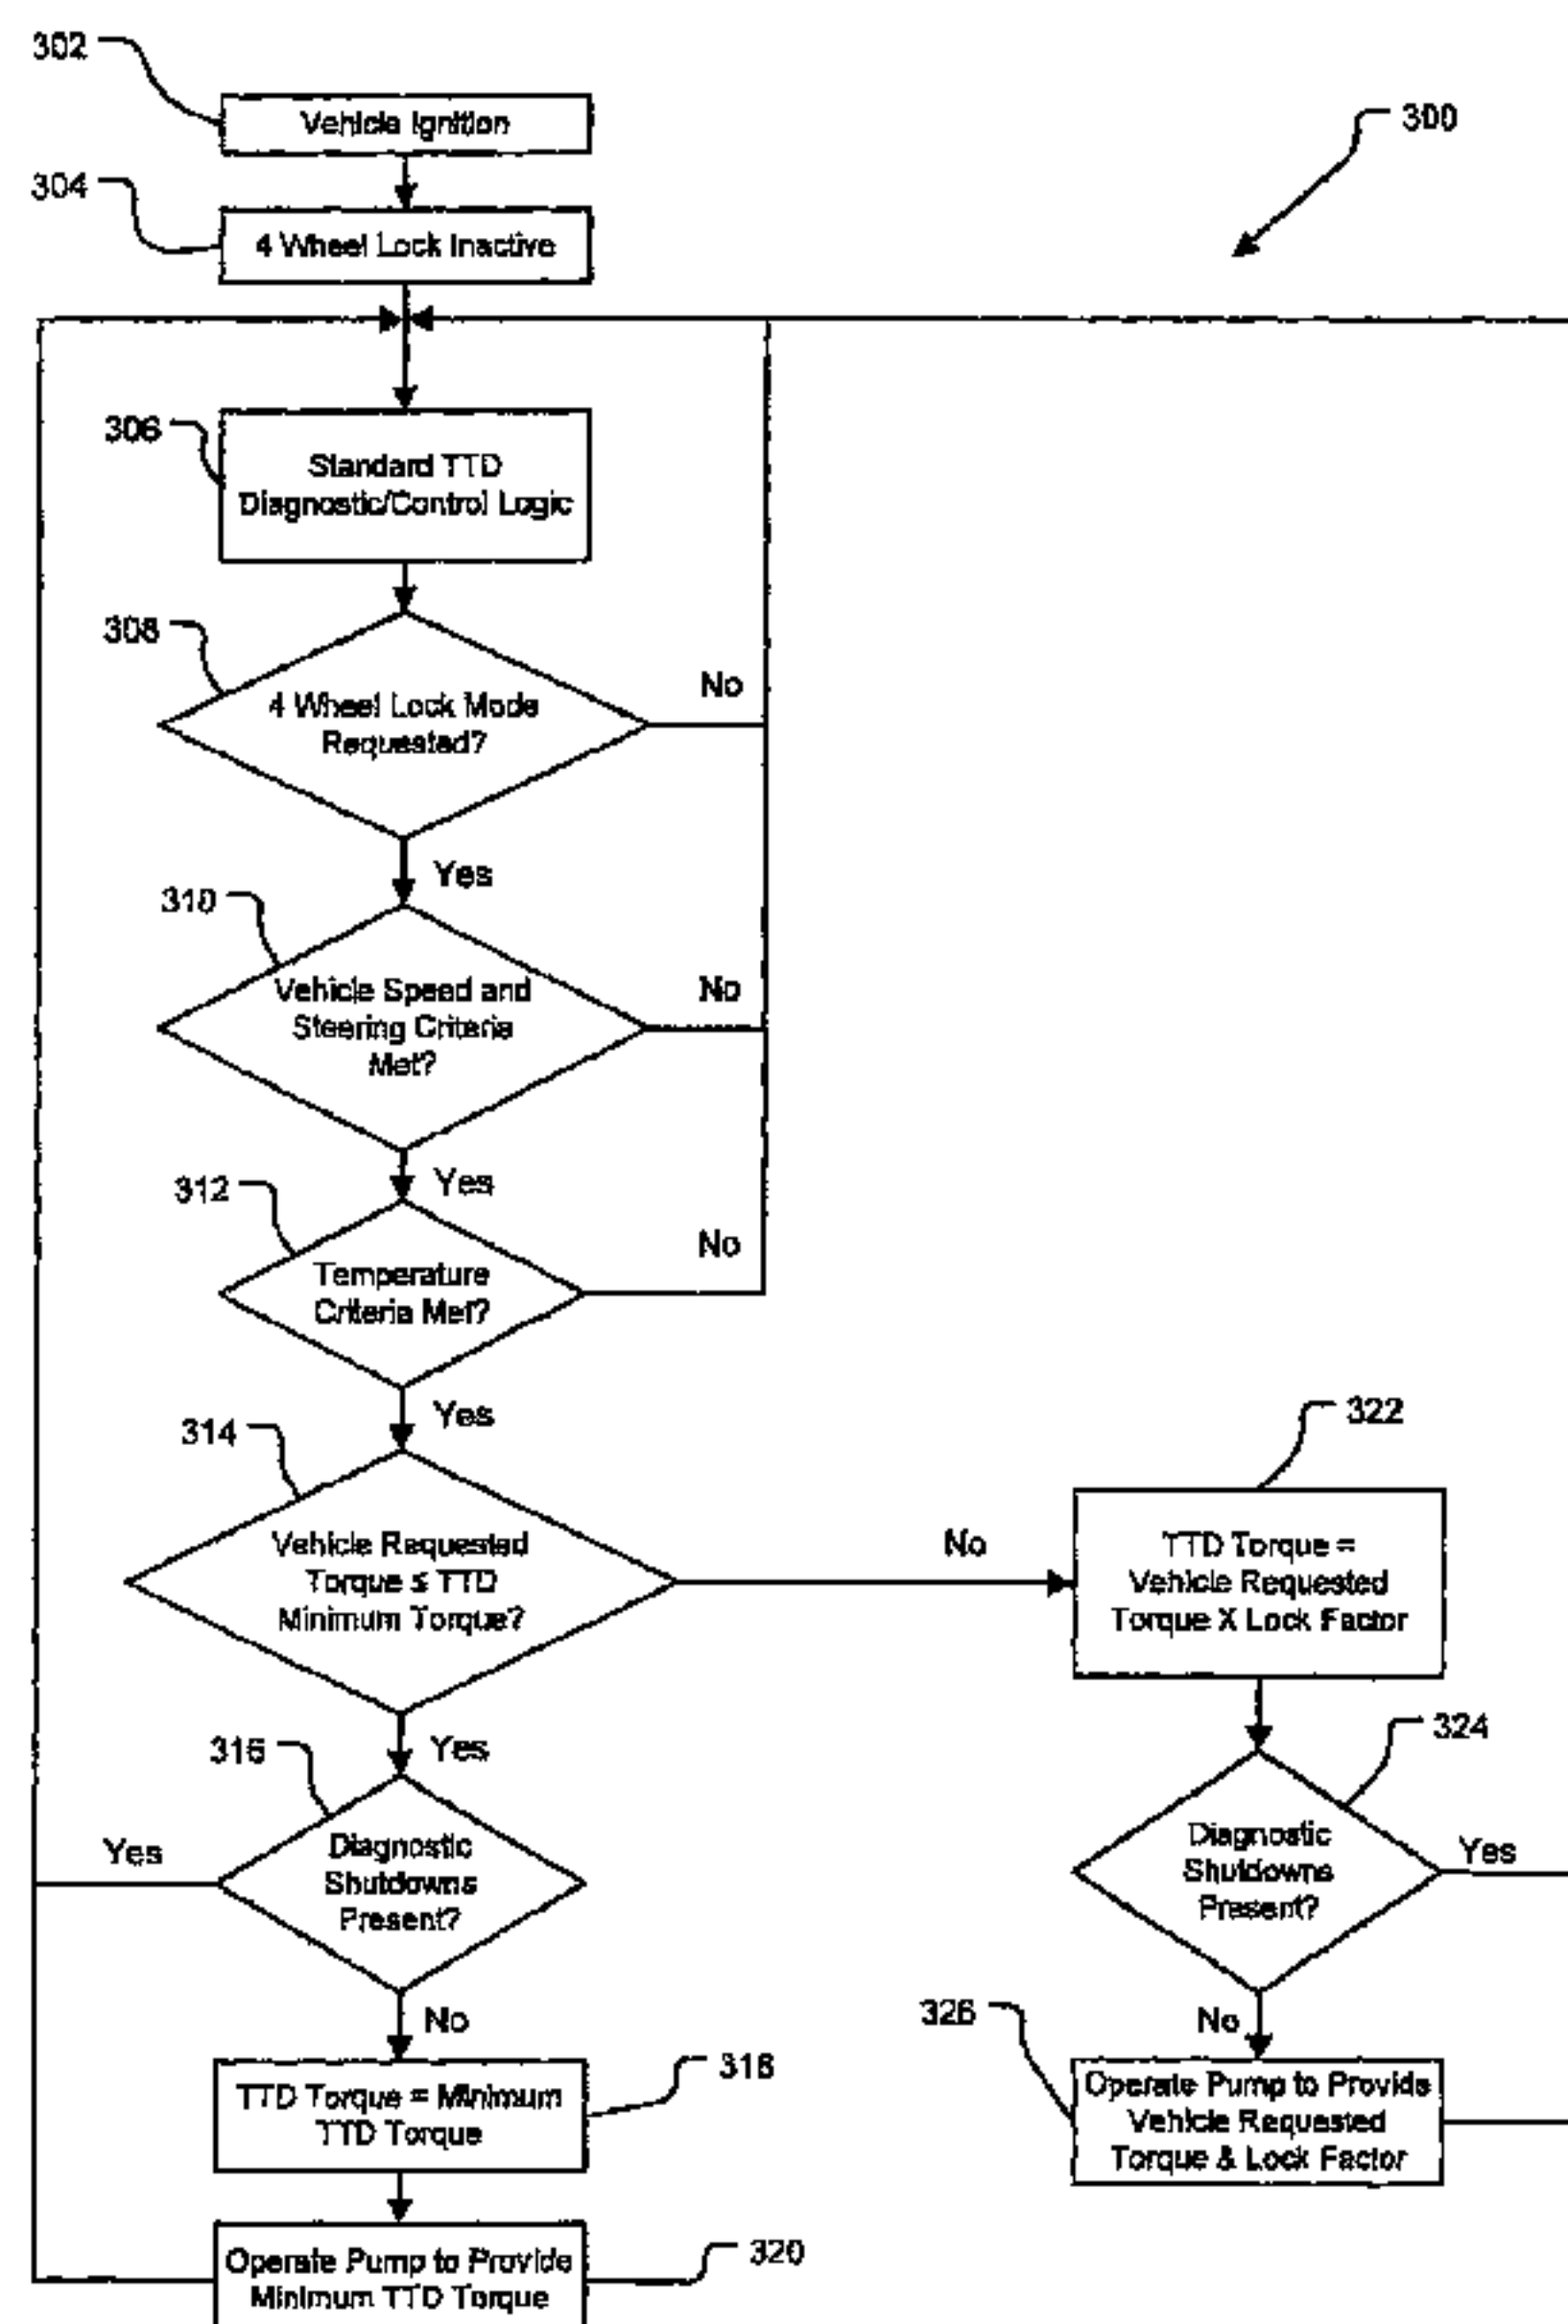 302
Vehicle Ignition
300
304
4 Wheel Lock Inactive
306
Standard TTD
Diagnostic/Control Logic
308
4 Wheel Lock Mode
Requested?
No
Yes
310
Vehicle Speed and
Steering Criteria
Met?
No
Yes
312
Temperature
Criteria Met?
No
Yes
314
Vehicle Requested
Torque ≤ TTD
Minimum Torque?
No
322
TTD Torque =
Vehicle Requested
Torque X Lock Factor
Yes
316
Diagnostic
Shutdowns
Present?
Yes
324
Diagnostic
Shutdowns
Present?
Yes
No
318
TTD Torque = Minimum
TTD Torque
No
326
Operate Pump to Provide
Vehicle Requested
Torque & Lock Factor
320
Operate Pump to Provide
Minimum TTD Torque